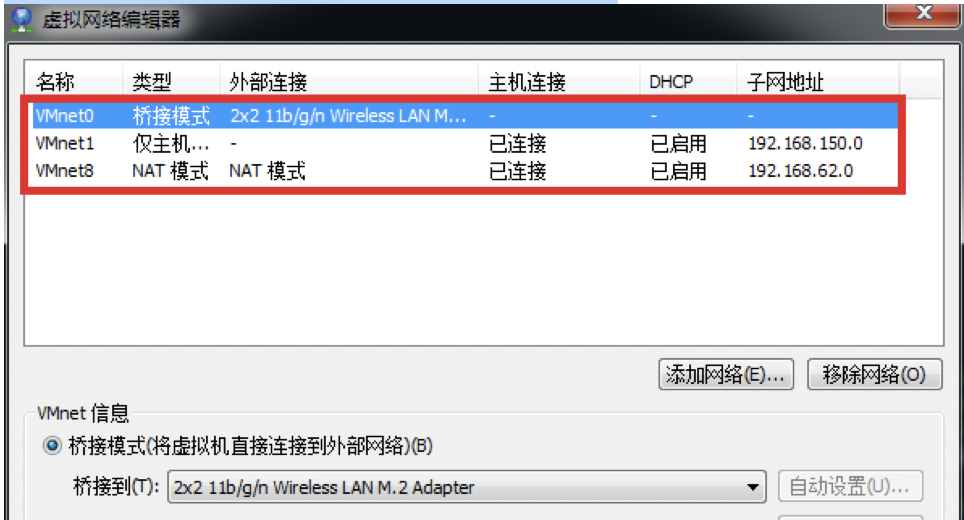 虚拟网络编辑器
名称 类型 外部连接 主机连接 DHCP 子网地址
VMnet0 桥接模式 2x2 11b/g/n Wireless LAN M... - - -
VMnet1 仅主机... - 已连接 已启用 192.168.150.0
VMnet8 NAT 模式 NAT 模式 已连接 已启用 192.168.62.0
添加网络(E)... 移除网络(O)
VMnet 信息
桥接模式(将虚拟机直接连接到外部网络)(B)
桥接到(T): 2x2 11b/g/n Wireless LAN M.2 Adapter 自动设置(U)...